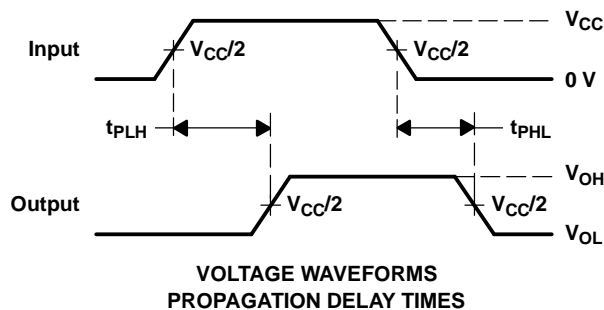 V_CC
Input
V_CC/2
V_CC/2
0 V
t_PLH
t_PHL
V_OH
Output
V_CC/2
V_CC/2
V_OL
VOLTAGE WAVEFORMS
PROPAGATION DELAY TIMES